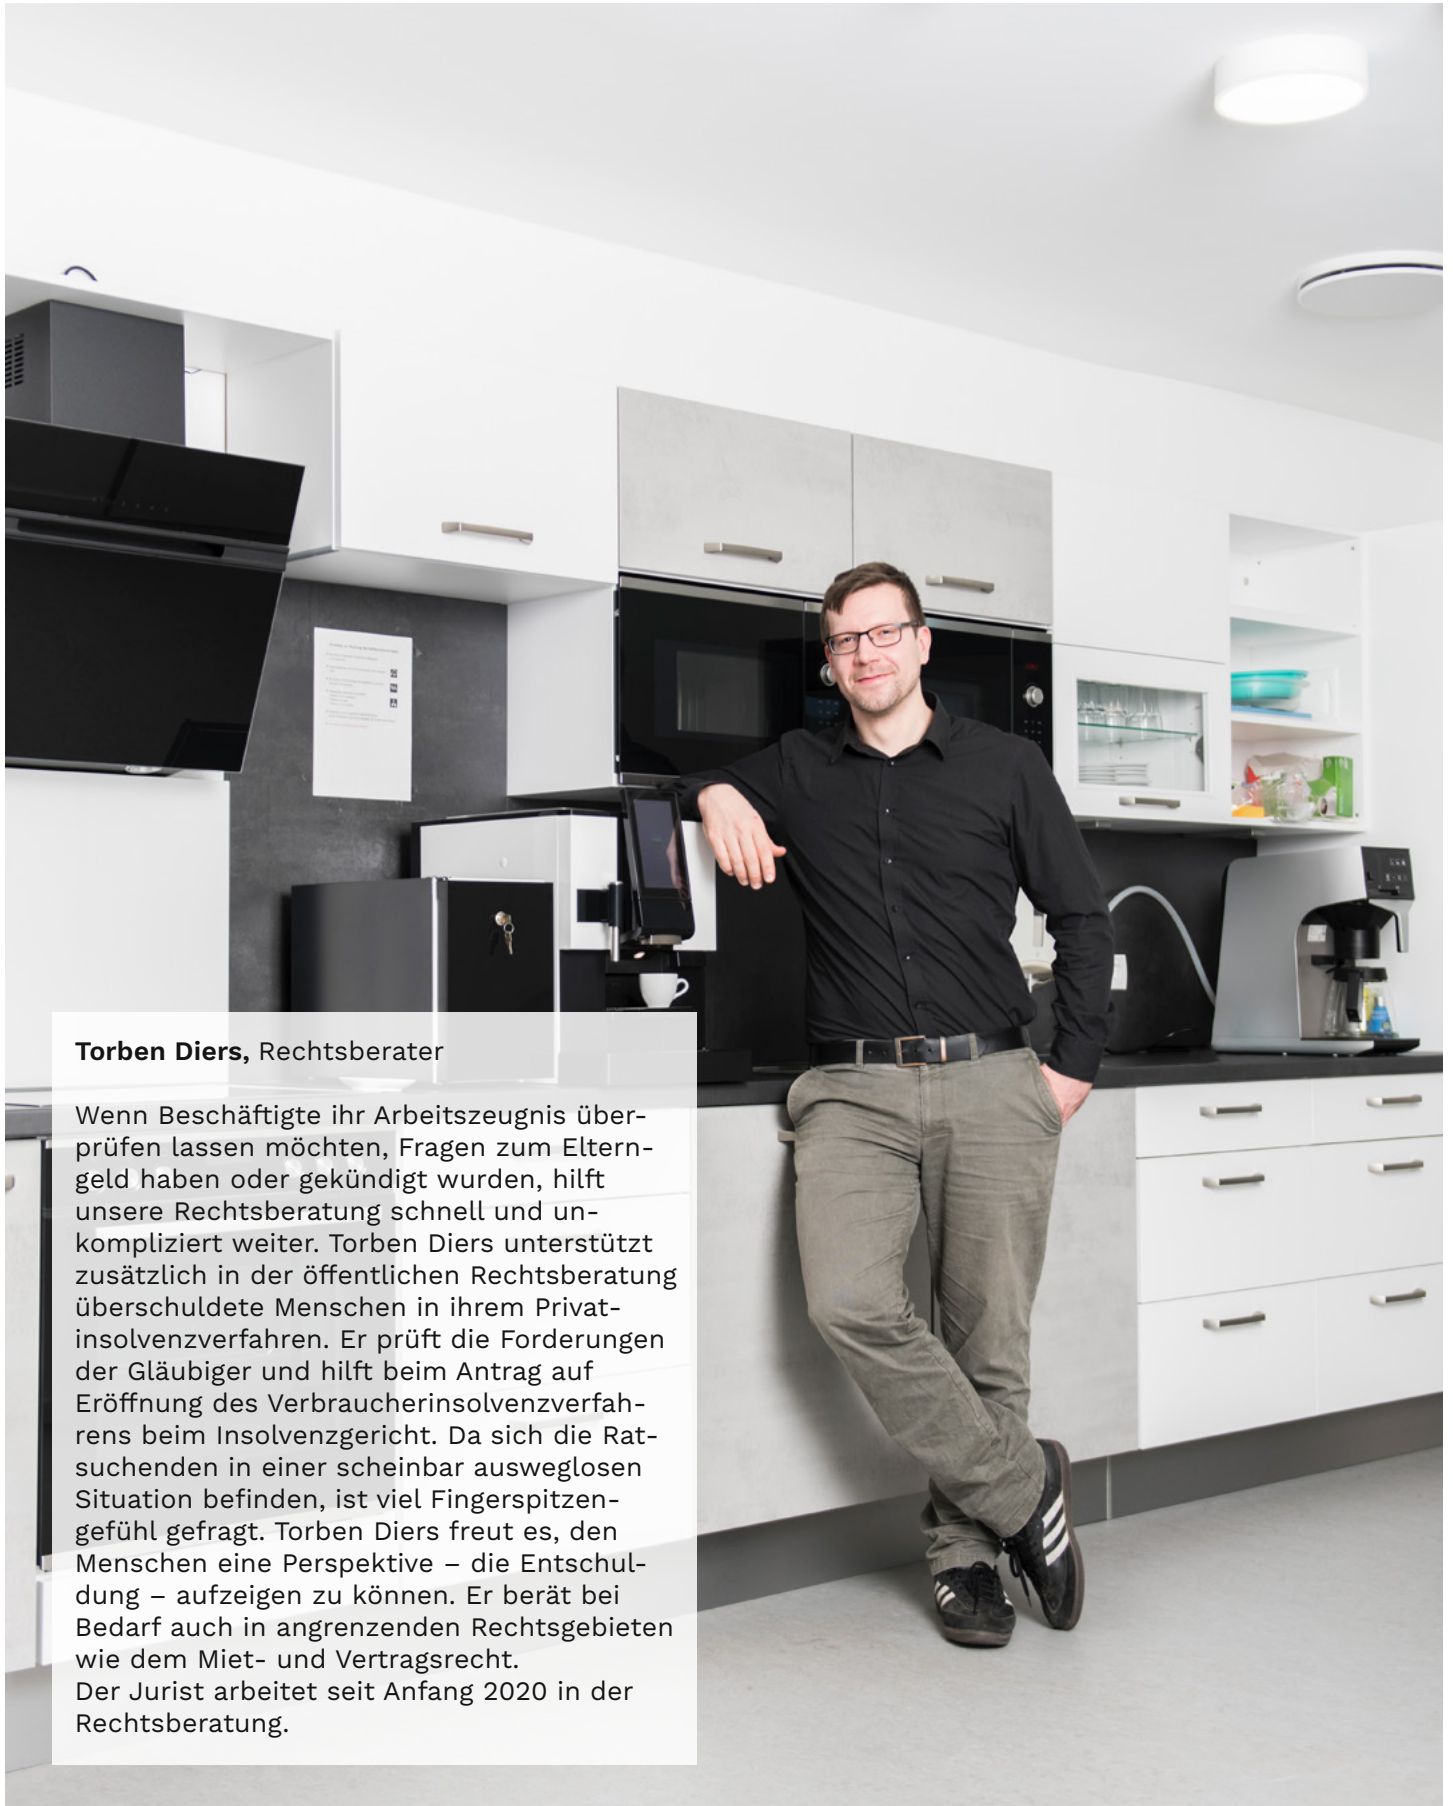 Torben Diers, Rechtsberater
Wenn Beschäftigte ihr Arbeitszeugnis über-
prüfen lassen möchten, Fragen zum Eltern-
geld haben oder gekündigt wurden, hilft
unsere Rechtsberatung schnell und un-
kompliziert weiter. Torben Diers unterstützt
zusätzlich in der öffentlichen Rechtsberatung
überschuldete Menschen in ihrem Privat-
insolvenzverfahren. Er prüft die Forderungen
der Gläubiger und hilft beim Antrag auf
Eröffnung des Verbraucherinsolvenzverfah-
rens beim Insolvenzgericht. Da sich die Rat-
suchenden in einer scheinbar ausweglosen
Situation befinden, ist viel Fingerspitzen-
gefühl gefragt. Torben Diers freut es, den
Menschen eine Perspektive – die Entschul-
dung – aufzeigen zu können. Er berät bei
Bedarf auch in angrenzenden Rechtsgebieten
wie dem Miet- und Vertragsrecht.
Der Jurist arbeitet seit Anfang 2020 in der
Rechtsberatung.